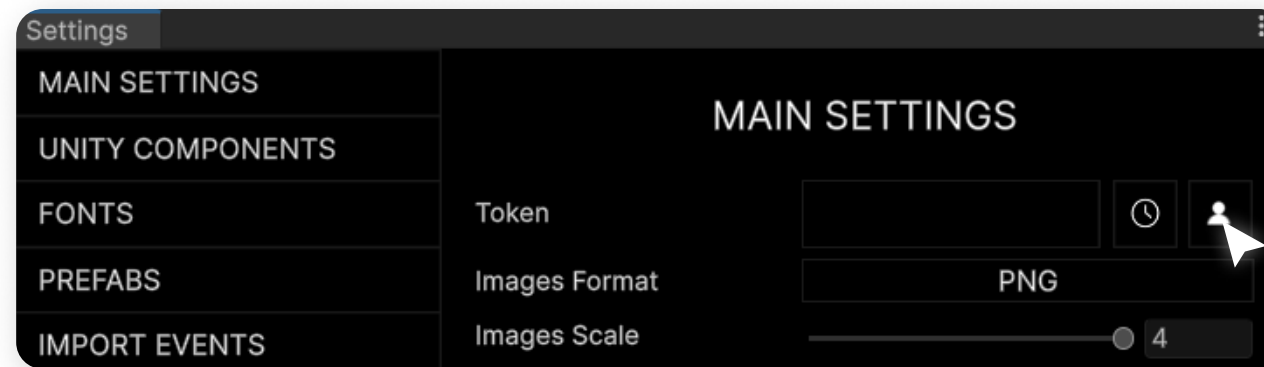 Settings
MAIN SETTINGS
UNITY COMPONENTS
FONTS
PREFABS
IMPORT EVENTS
MAIN SETTINGS
Token
Images Format
PNG
Images Scale
4